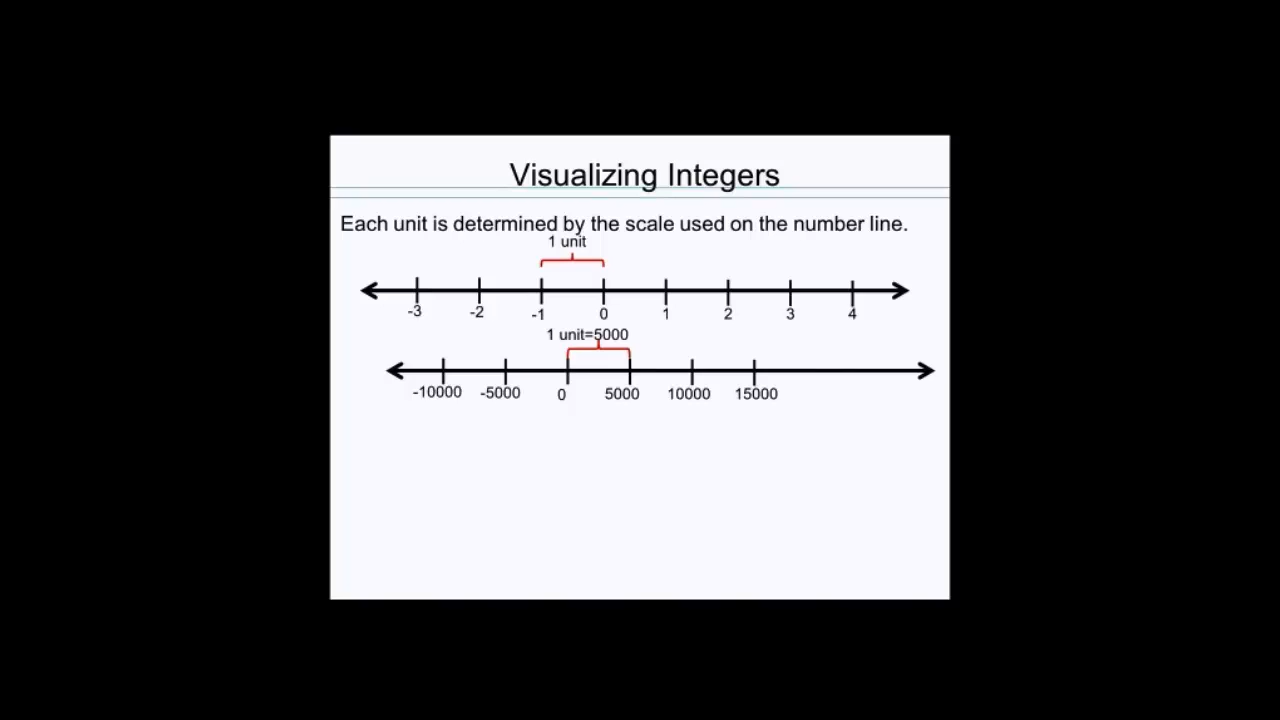 Visualizing Integers
Each unit is determined by the scale used on the number line.
1 unit
-3 -2 -1 0 1 2 3 4
1 unit=5000
-10000 -5000 0 5000 10000 15000